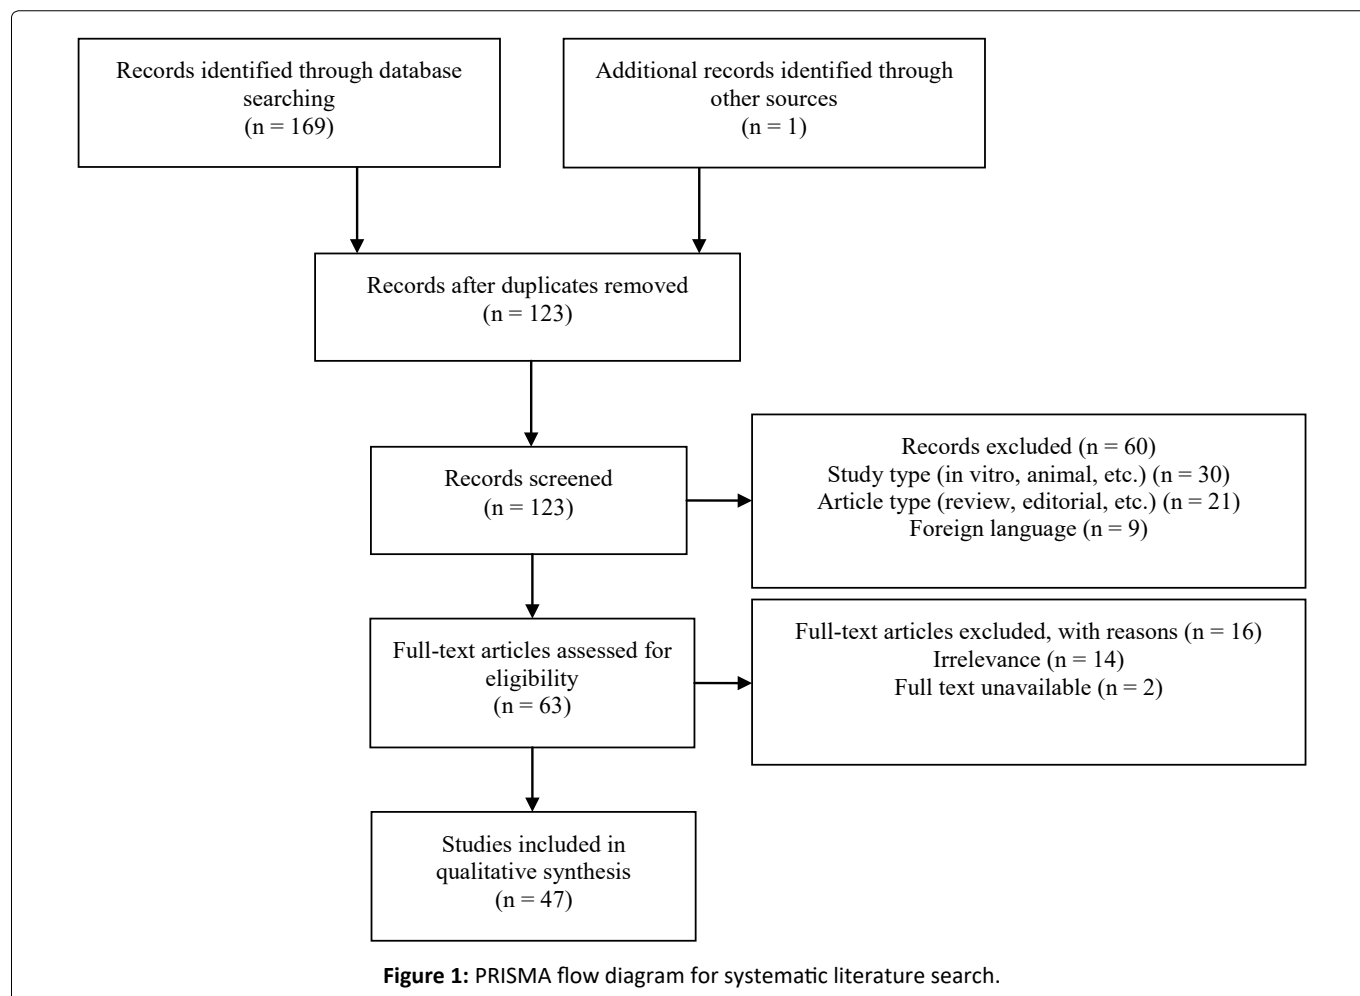 Records identified through database
searching
(n = 169)
Additional records identified through
other sources
(n = 1)
Records after duplicates removed
(n = 123)
Records screened
(n = 123)
Records excluded (n = 60)
Study type (in vitro, animal, etc.) (n = 30)
Article type (review, editorial, etc.) (n = 21)
Foreign language (n = 9)
Full-text articles assessed for
eligibility
(n = 63)
Full-text articles excluded, with reasons (n = 16)
Irrelevance (n = 14)
Full text unavailable (n = 2)
Studies included in
qualitative synthesis
(n = 47)
Figure 1: PRISMA flow diagram for systematic literature search.